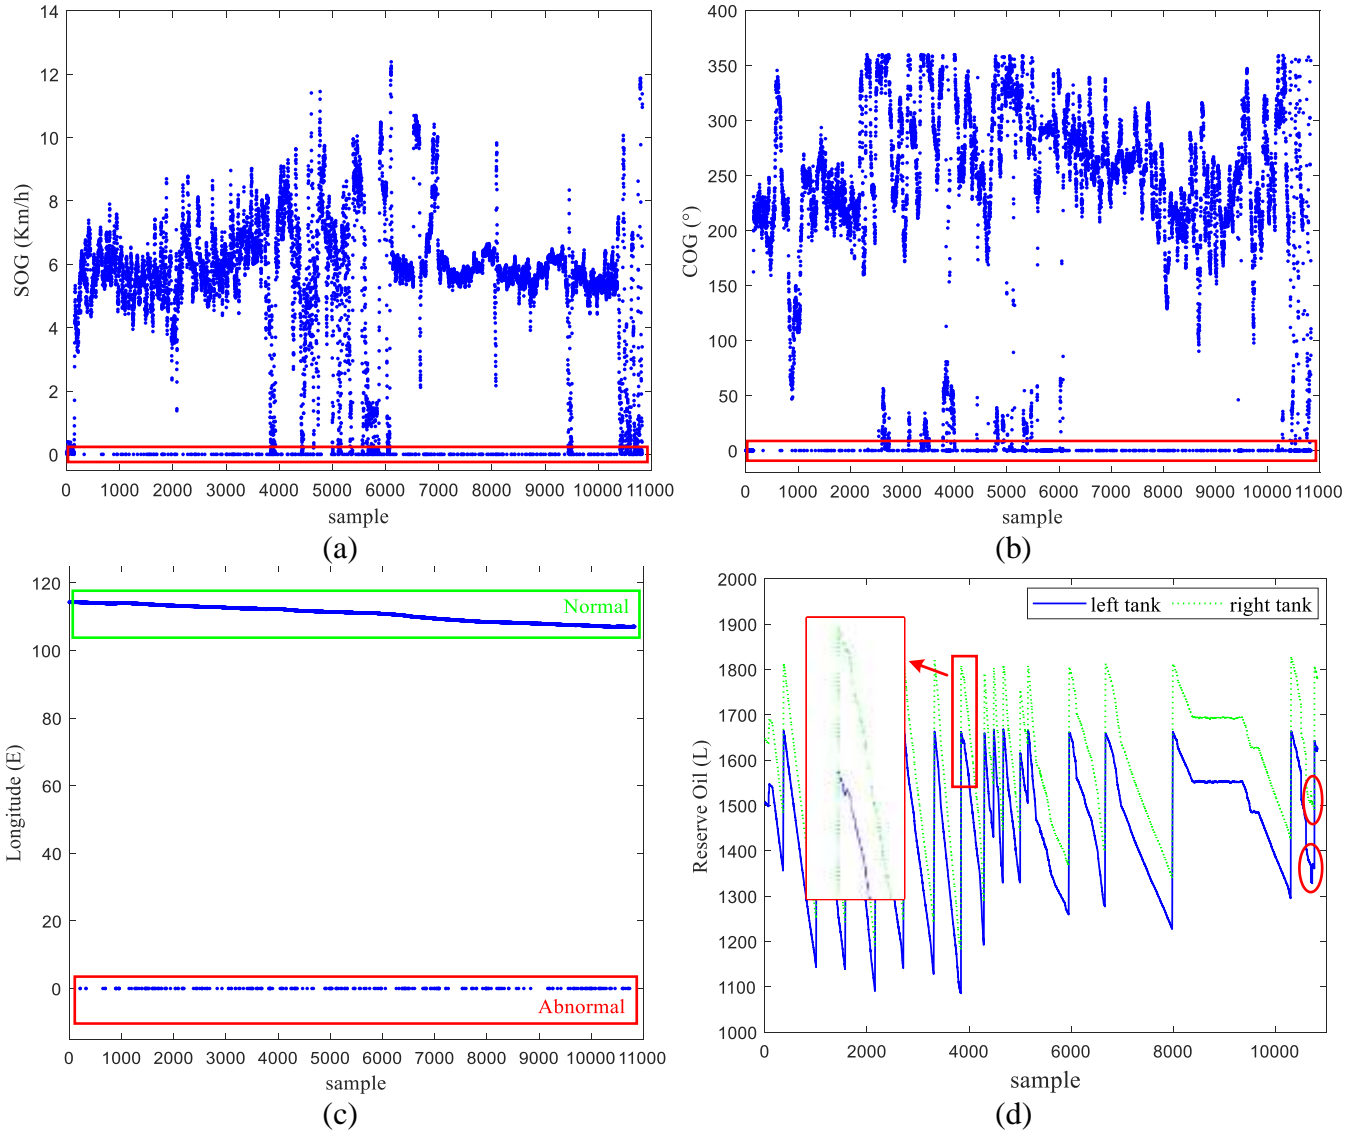 14
12
10
8
6
4
2
0
SOG (Km/h)
0 1000 2000 3000 4000 5000 6000 7000 8000 9000 10000 11000
sample
(a)
400
350
300
250
200
150
100
50
0
COG (°)
0 1000 2000 3000 4000 5000 6000 7000 8000 9000 10000 11000
sample
(b)
120
100
80
60
40
20
0
Longitude (E)
Normal
Abnormal
0 1000 2000 3000 4000 5000 6000 7000 8000 9000 10000 11000
sample
(c)
2000
1900
1800
1700
1600
1500
1400
1300
1200
1100
1000
Reserve Oil (L)
left tank right tank
0 2000 4000 6000 8000 10000
sample
(d)